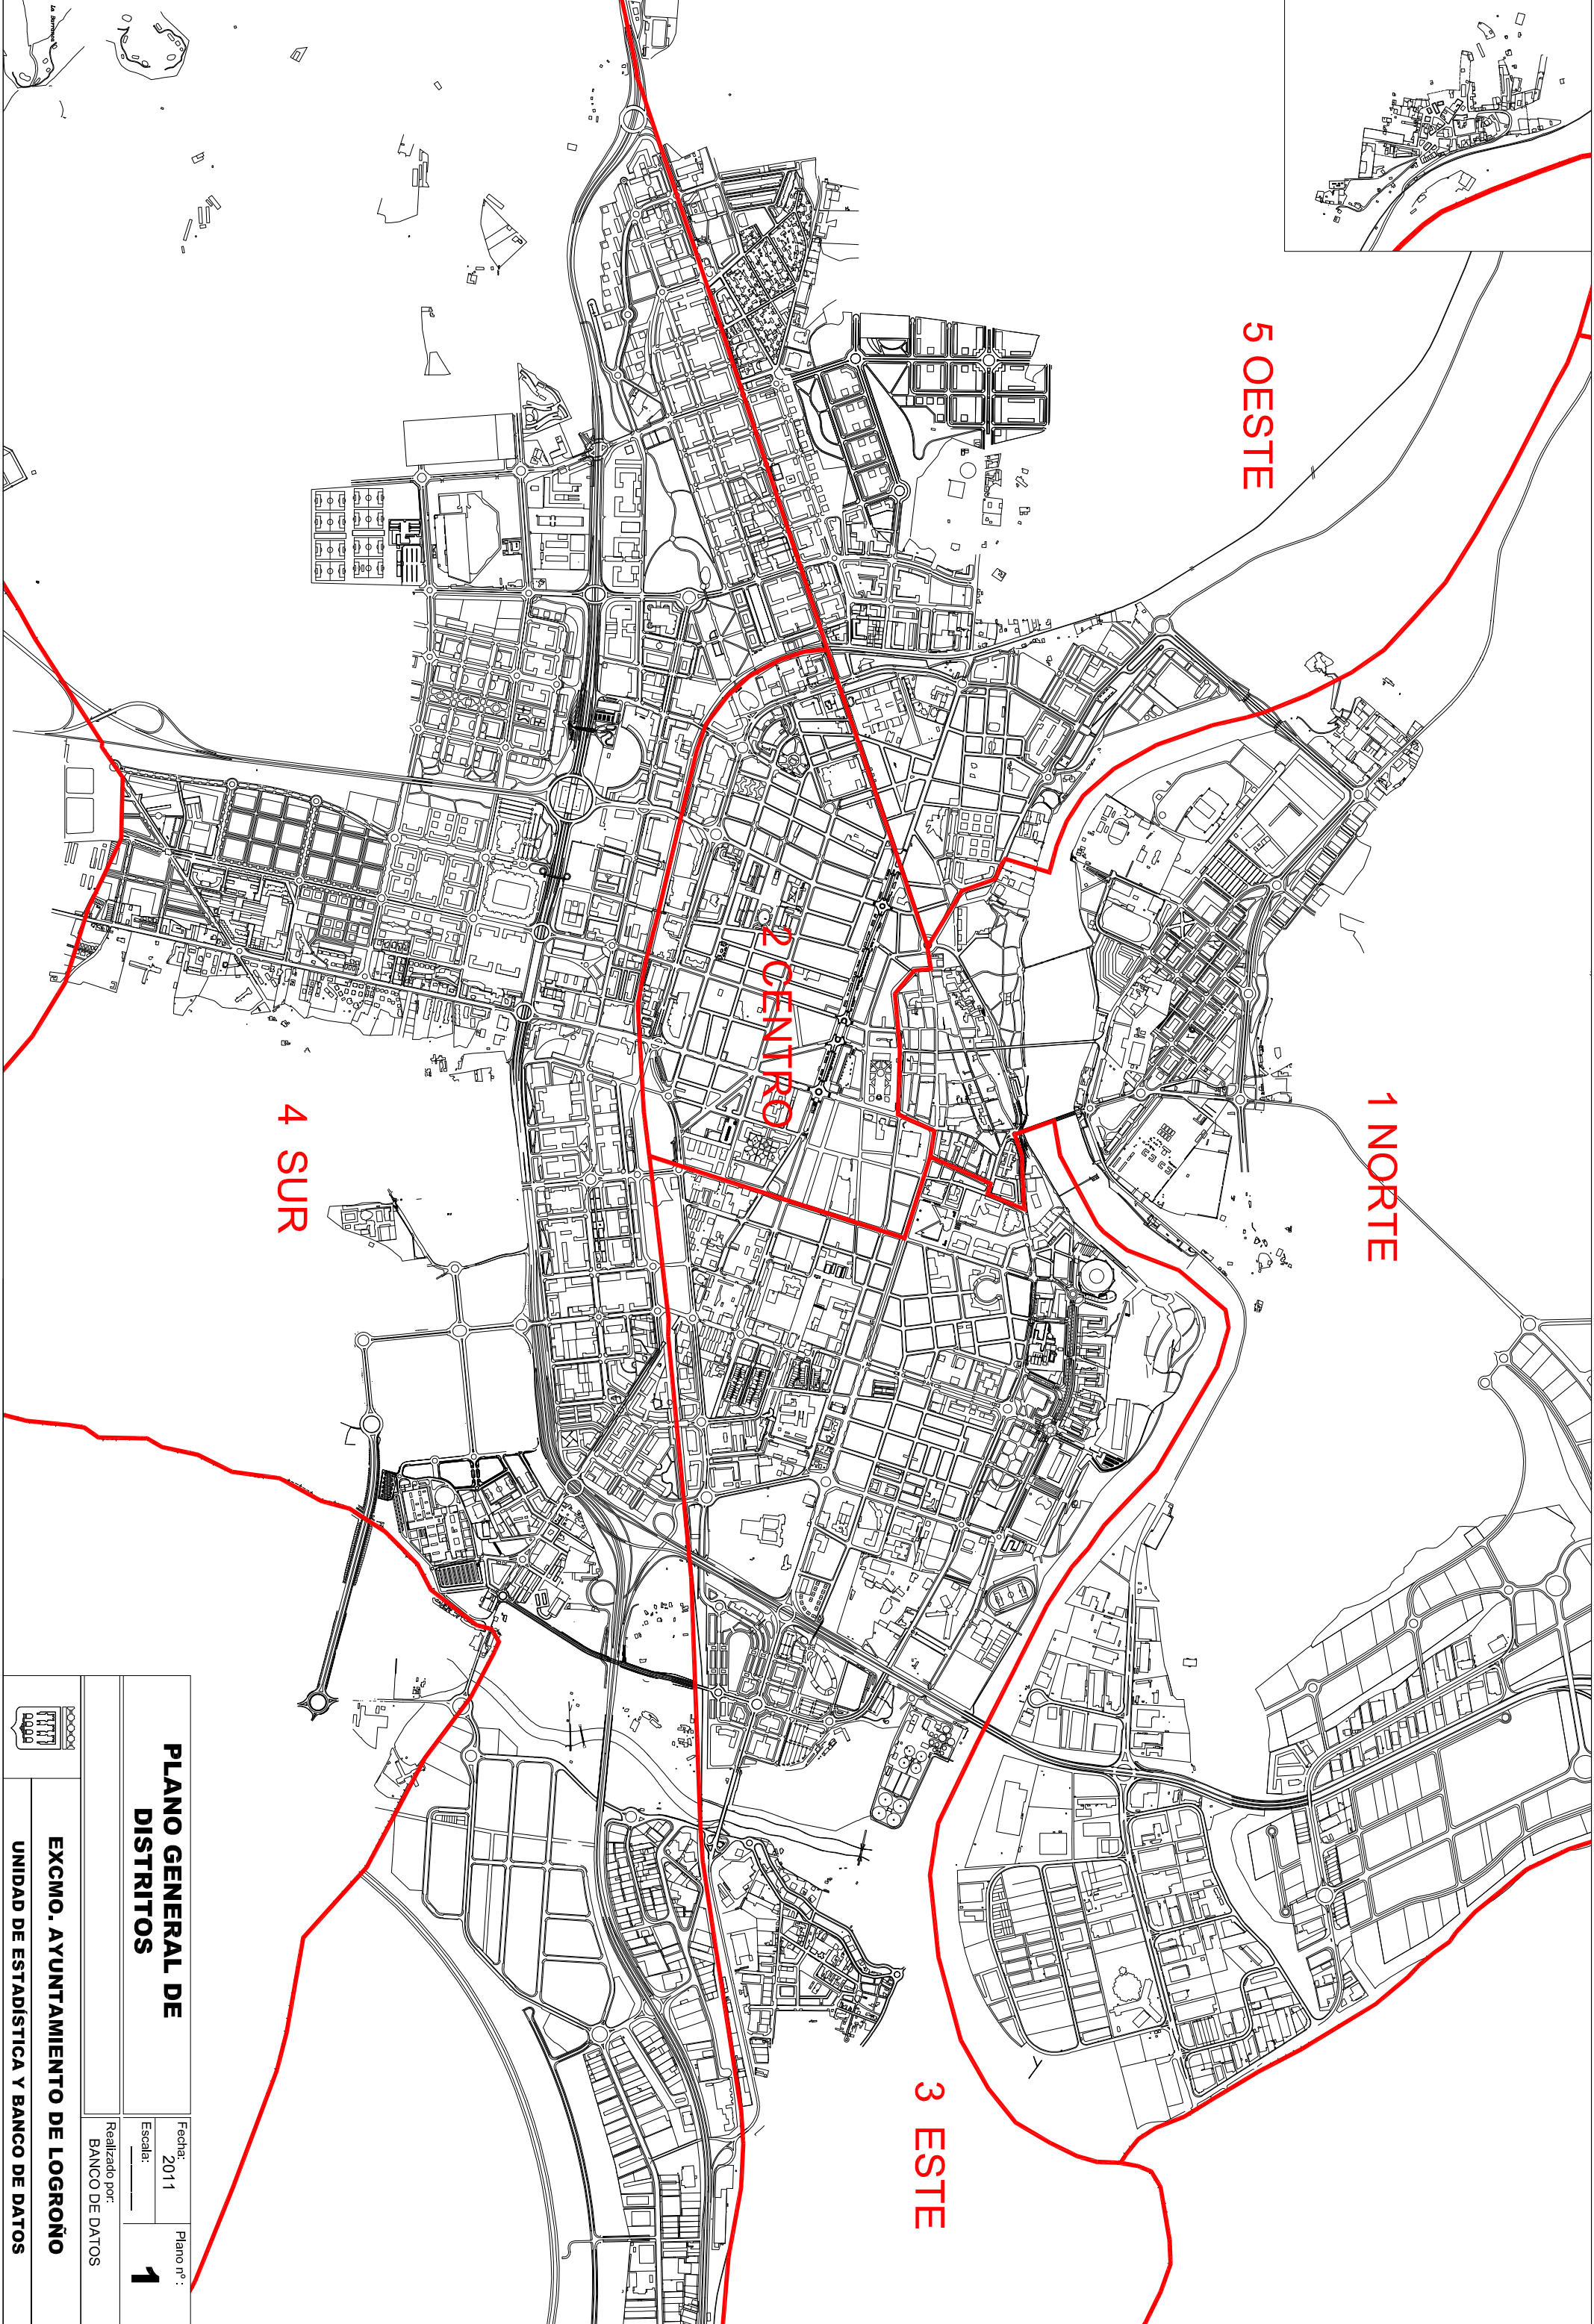 5 OESTE
1 NORTE
2 CENTRO
4 SUR
3 ESTE
PLANO GENERAL DE
DISTRITOS
Fecha:
2011
Escala:
Plano nº :
1
Realizado por:
BANCO DE DATOS
EXCMO. AYUNTAMIENTO DE LOGROÑO
UNIDAD DE ESTADÍSTICA Y BANCO DE DATOS